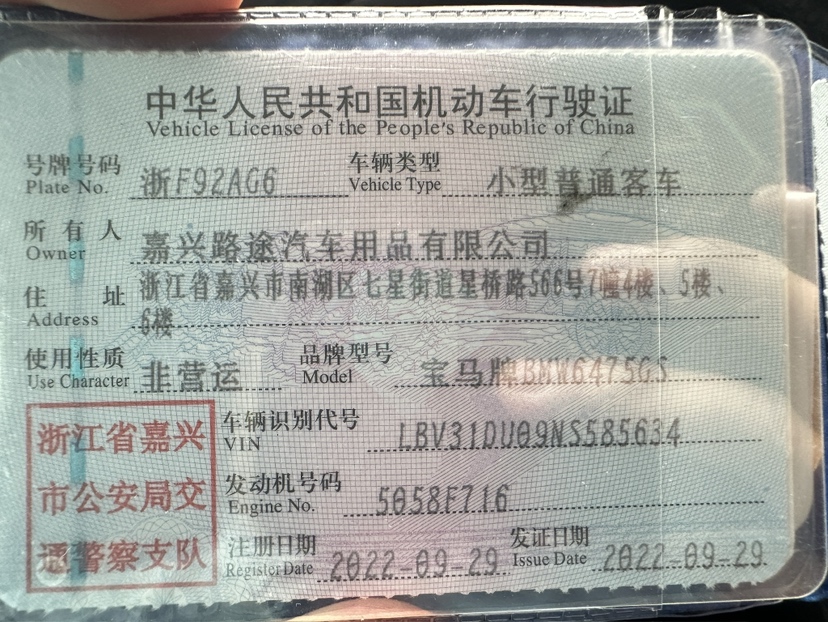 中华人民共和国机动车行驶证
Vehicle License of the People's Republic of China
号牌号码 浙F92AG6 车辆类型 小型普通客车
Plate No. Vehicle Type
所有人 嘉兴路途汽车用品有限公司
Owner
住址 浙江省嘉兴市南湖区七星街道星桥路566号7幢4楼、5楼、
Address 6楼
使用性质 非营运 品牌型号 宝马牌BMW6475GS
Use Character Model
浙江省嘉兴 车辆识别代号 LBV31DU09NS585634
VIN
市公安局交 发动机号码 5058F716
Engine No.
通警察支队 注册日期 2022-09-29 发证日期 2022-09-29
Register Date Issue Date